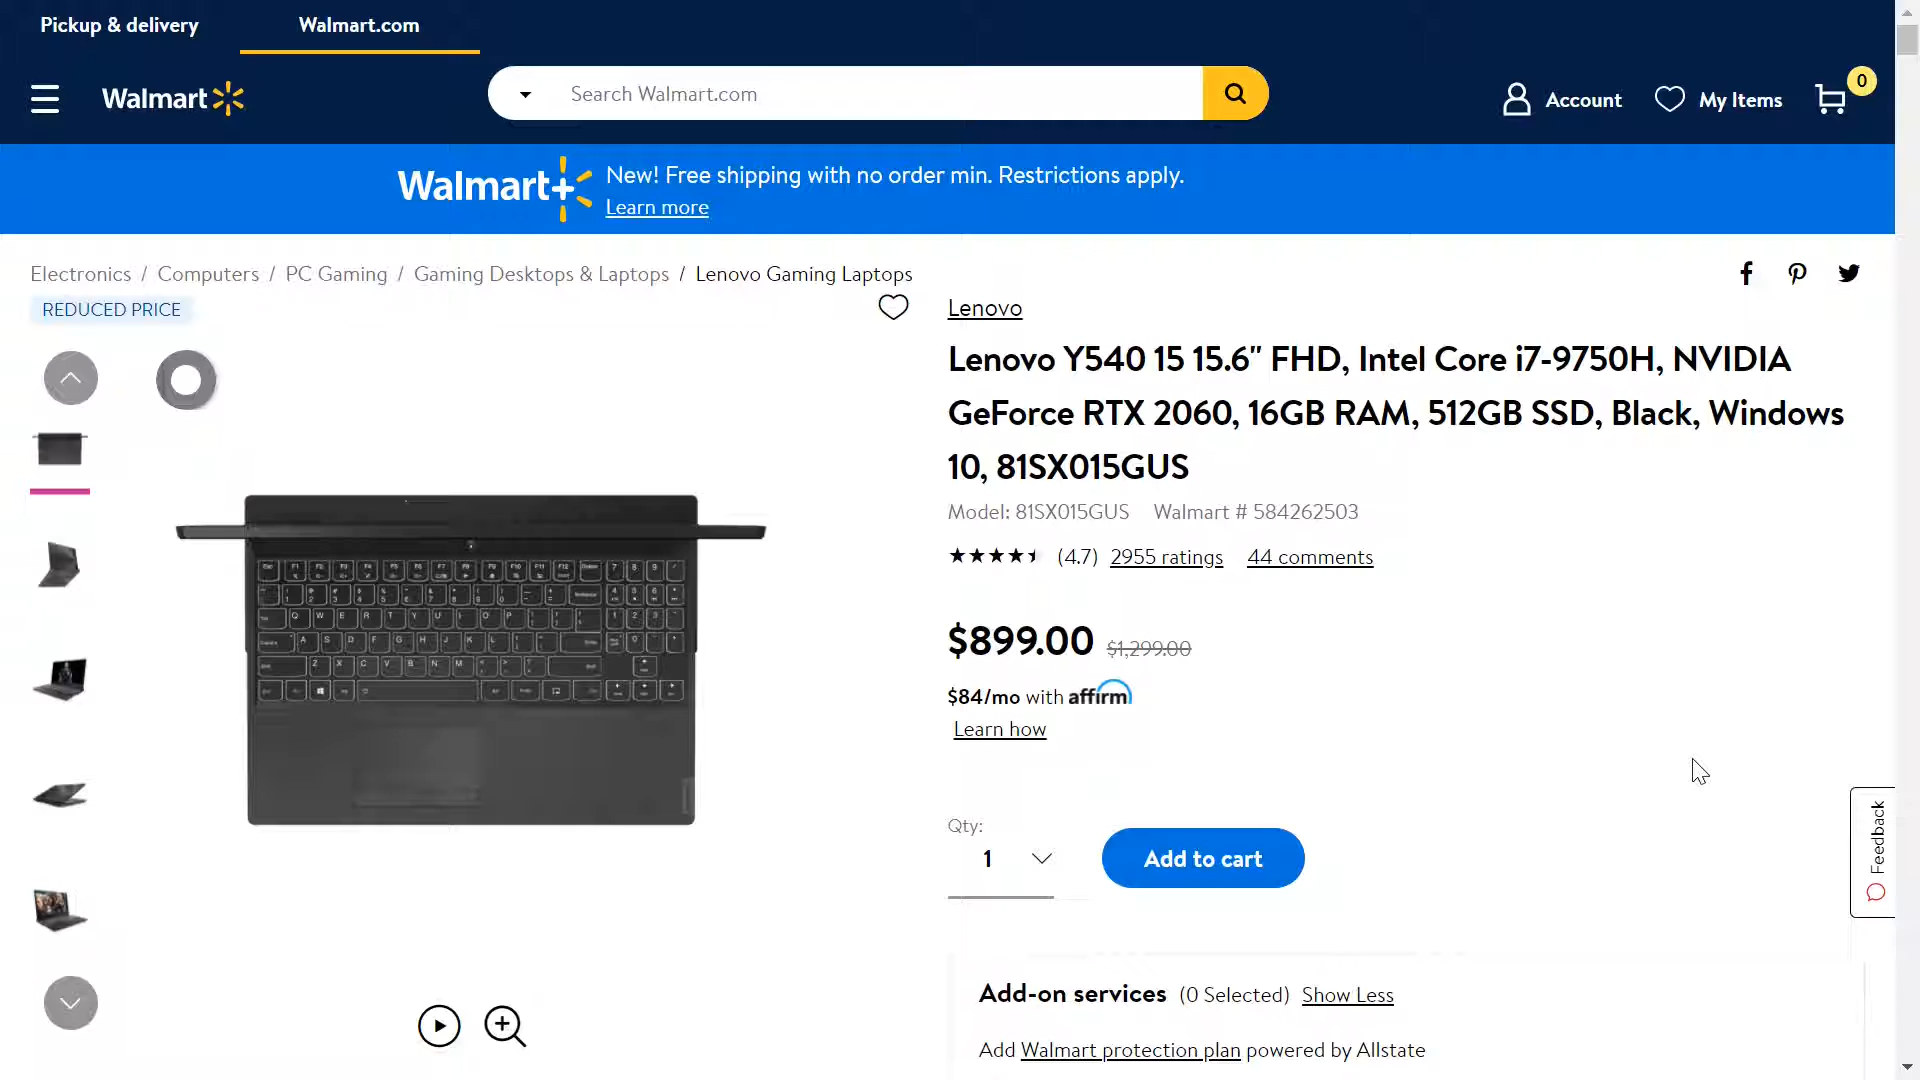 Pickup & delivery
Walmart.com
Walmart
Search Walmart.com
Account
My Items
0
Walmart+
New! Free shipping with no order min. Restrictions apply.
Learn more
Electronics / Computers / PC Gaming / Gaming Desktops & Laptops / Lenovo Gaming Laptops
REDUCED PRICE
Lenovo
Lenovo Y540 15 15.6" FHD, Intel Core i7-9750H, NVIDIA
GeForce RTX 2060, 16GB RAM, 512GB SSD, Black, Windows
10, 81SX015GUS
Model: 81SX015GUS Walmart # 584262503
(4.7) 2955 ratings 44 comments
$899.00 $1,299.00
$84/mo with affirm
Learn how
Qty:
1
Add to cart
Feedback
Add-on services (0 Selected) Show Less
Add Walmart protection plan powered by Allstate